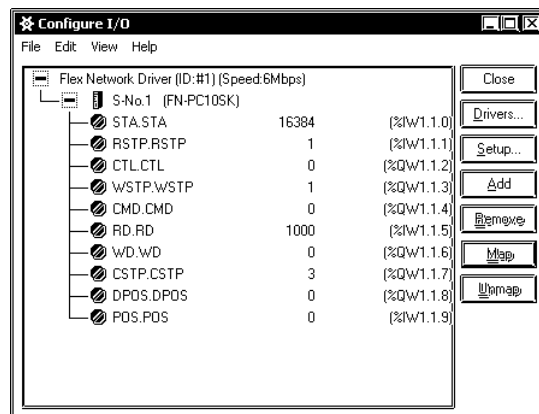 Configure I/O
File Edit View Help
Flex Network Driver (ID:#1) (Speed:6Mbps)
S-No.1 (FN-PC10SK)
STA.STA 16384 (%IW1.1.0)
RSTP.RSTP 1 (%IW1.1.1)
CTL.CTL 0 (%QW1.1.2)
WSTP.WSTP 1 (%QW1.1.3)
CMD.CMD 0 (%QW1.1.4)
RD.RD 1000 (%IW1.1.5)
WD.WD 0 (%QW1.1.6)
CSTP.CSTP 3 (%QW1.1.7)
DPOS.DPOS 0 (%QW1.1.8)
POS.POS 0 (%IW1.1.9)
Close
Drivers...
Setup...
Add
Remove
Map
Unmap